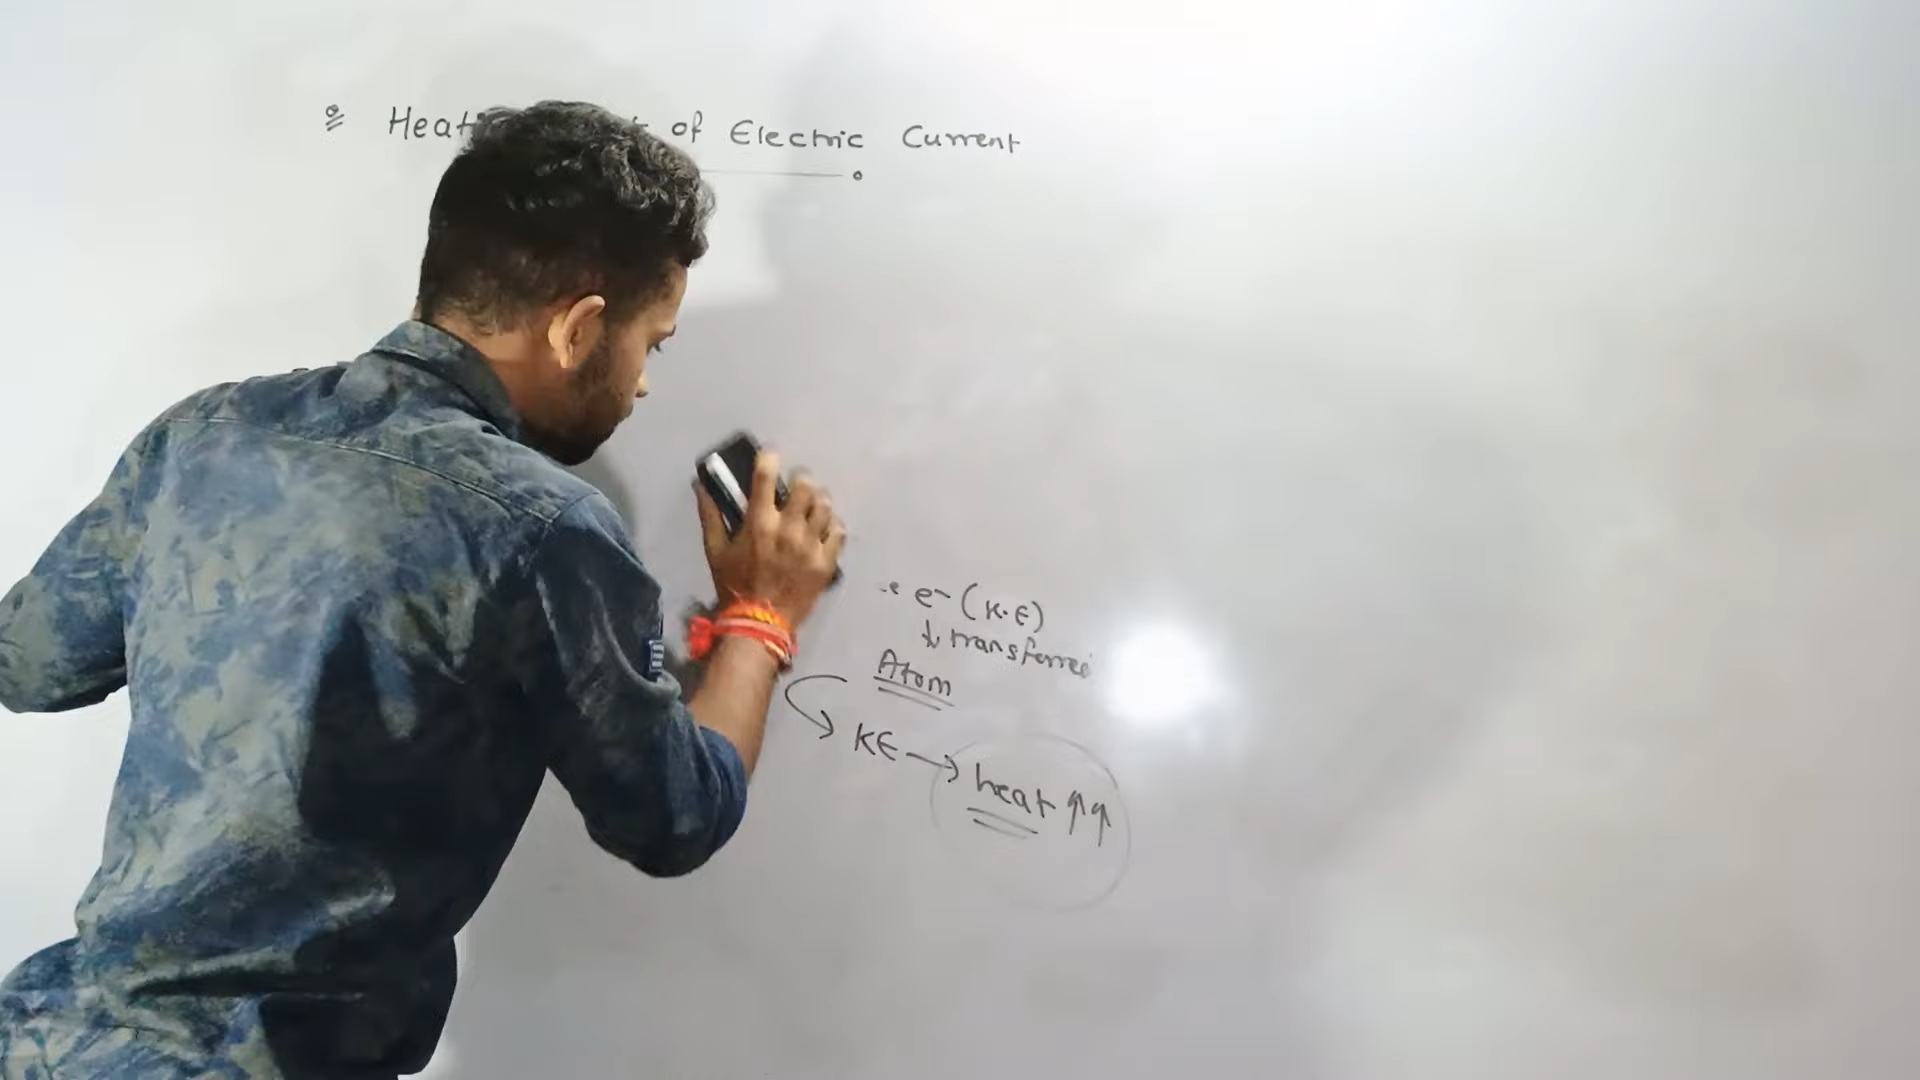 Heat of Electric Current
e⁻ (K.E)
↓ transferred
Atom
KE → heat ↑↑